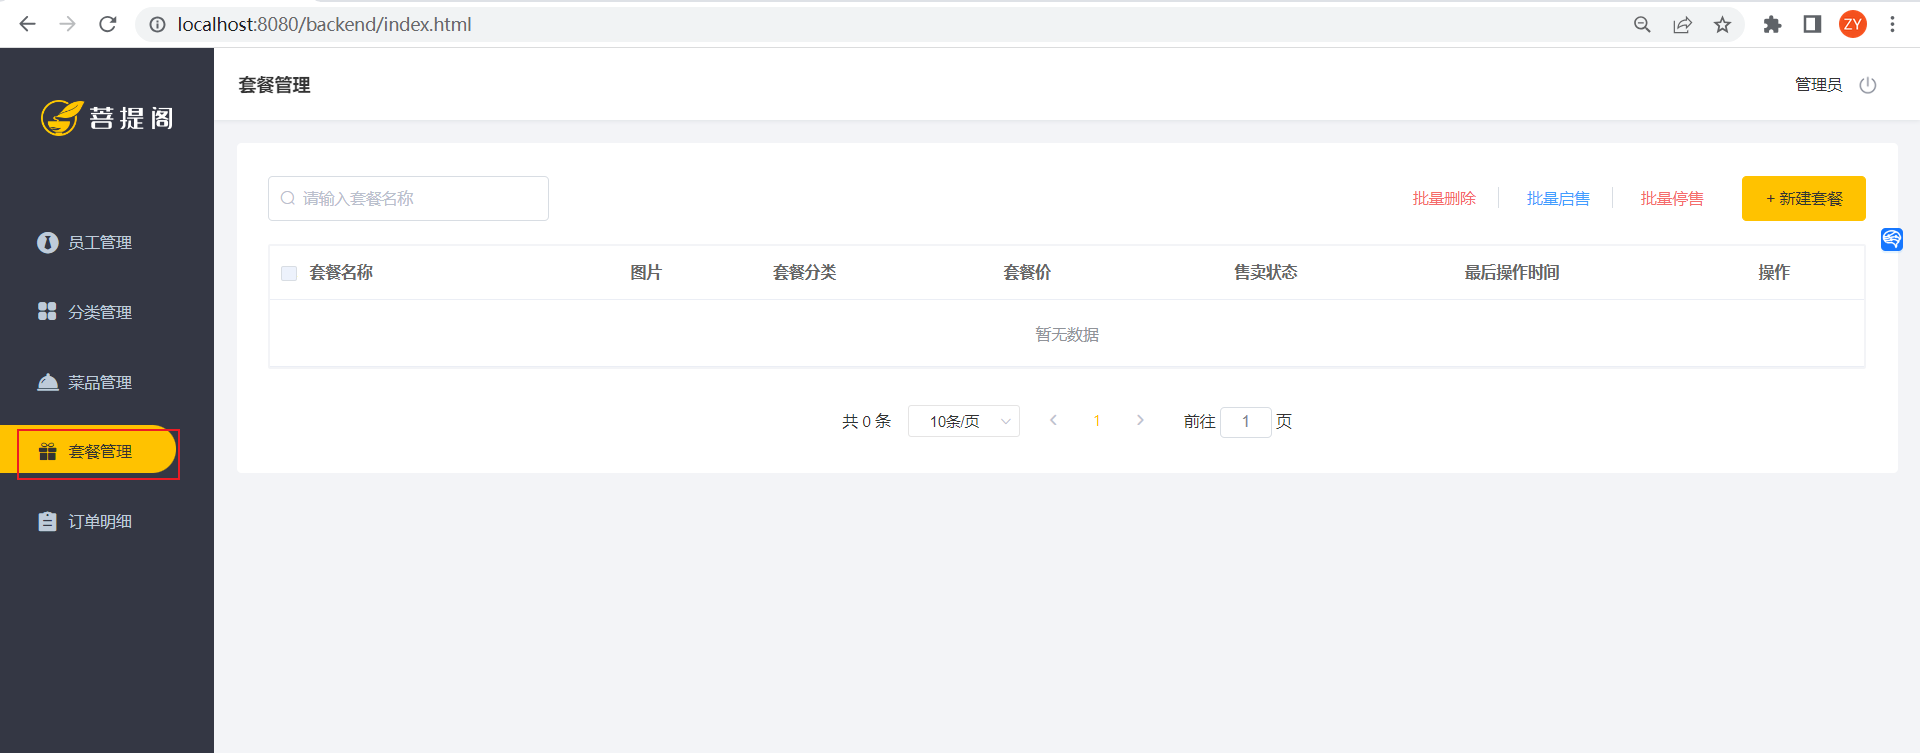 localhost:8080/backend/index.html
ZY
菩提阁
套餐管理
管理员
员工管理
分类管理
菜品管理
套餐管理
订单明细
请输入套餐名称
批量删除
批量启售
批量停售
+ 新建套餐
套餐名称 图片 套餐分类 套餐价 售卖状态 最后操作时间 操作
暂无数据
共 0 条 10条/页 1 前往 1 页